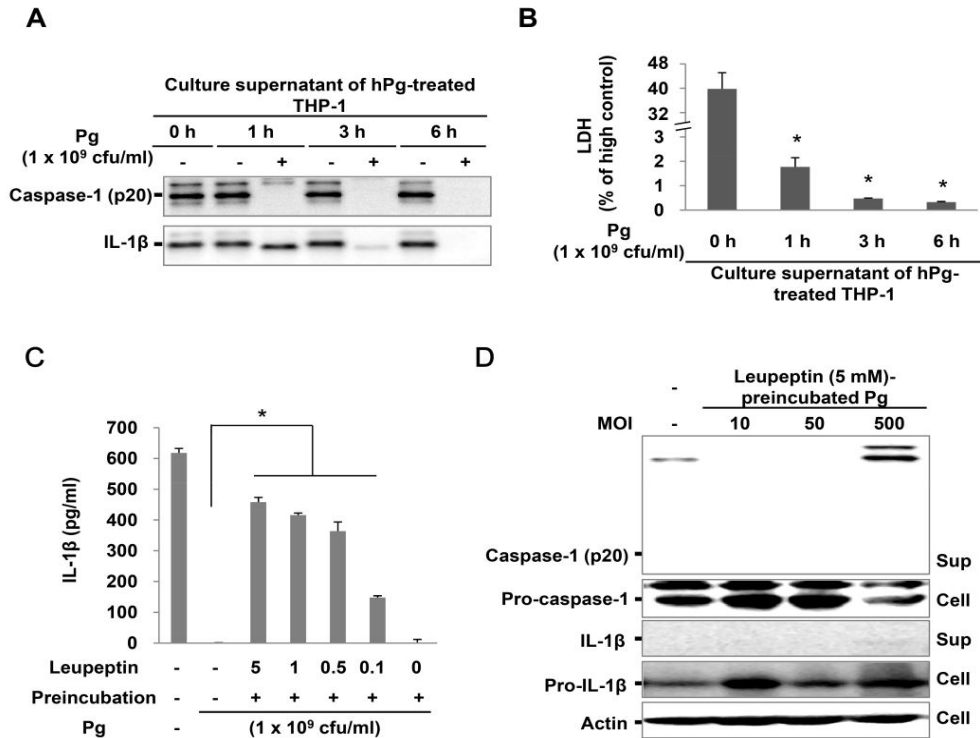 A
Culture supernatant of hPg-treated
THP-1
Pg
(1 x 10⁹ cfu/ml)
0 h 1 h 3 h 6 h
- - + - + - +
Caspase-1 (p20)
IL-1β
B
LDH
(% of high control)
48
40
32
3
2
1
0
* * *
Pg
(1 x 10⁹ cfu/ml)
0 h 1 h 3 h 6 h
Culture supernatant of hPg-
treated THP-1
C
IL-1β (pg/ml)
700
600
500
400
300
200
100
0
*
Leupeptin - - 5 1 0.5 0.1 0
Preincubation - - + + + + +
Pg - (1 x 10⁹ cfu/ml)
D
- Leupeptin (5 mM)-
preincubated Pg
MOI - 10 50 500
Caspase-1 (p20) Sup
Pro-caspase-1 Cell
IL-1β Sup
Pro-IL-1β Cell
Actin Cell